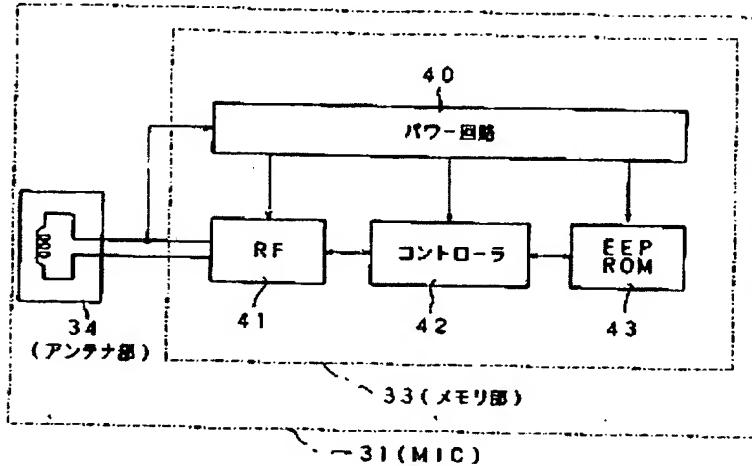 40
パワー回路
RF
コントローラ
EEP
ROM
34
(アンテナ部)
41
42
43
33(メモリ部)
31(MIC)